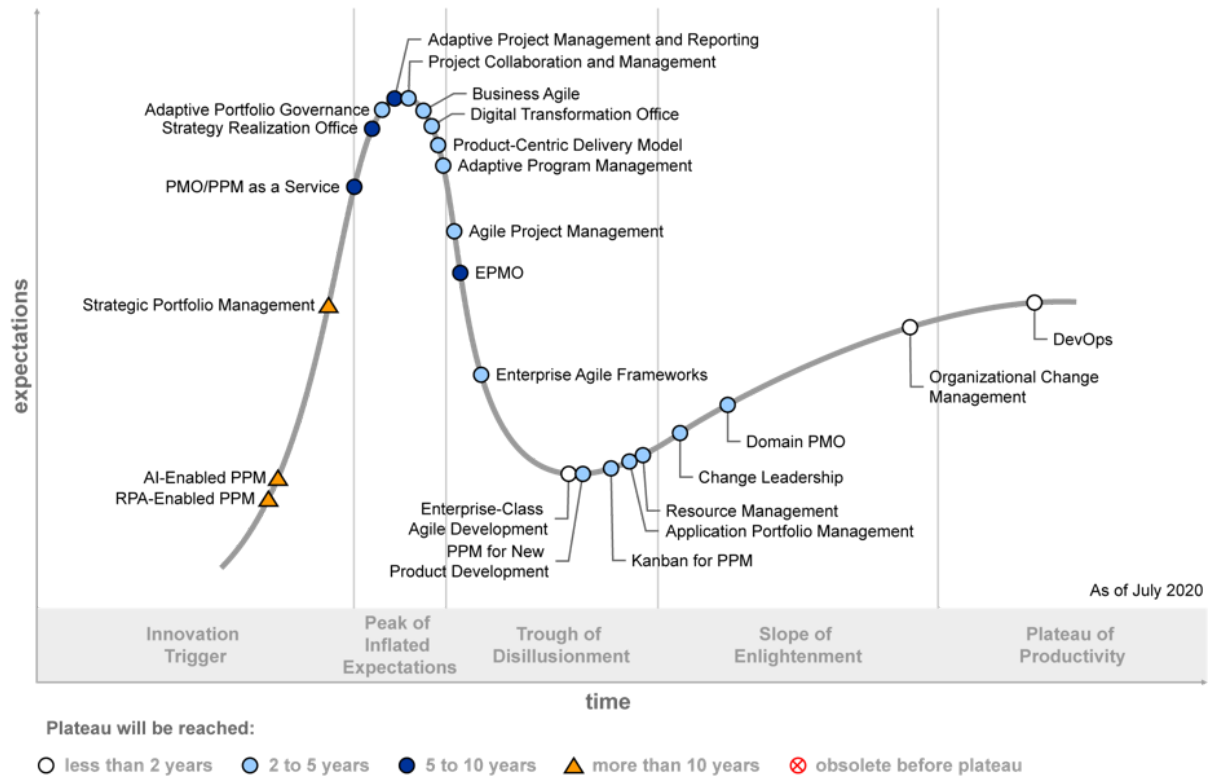 Adaptive Project Management and Reporting
Project Collaboration and Management
Adaptive Portfolio Governance
Business Agile
Strategy Realization Office
Digital Transformation Office
Product-Centric Delivery Model
Adaptive Program Management
PMO/PPM as a Service
Agile Project Management
EPMO
Strategic Portfolio Management
DevOps
Enterprise Agile Frameworks
Organizational Change
Management
Domain PMO
AI-Enabled PPM
Change Leadership
RPA-Enabled PPM
Enterprise-Class
Agile Development
Resource Management
Application Portfolio Management
PPM for New
Product Development
Kanban for PPM
As of July 2020
expectations
Innovation
Trigger
Peak of
Inflated
Expectations
Trough of
Disillusionment
Slope of
Enlightenment
Plateau of
Productivity
time
Plateau will be reached:
less than 2 years
2 to 5 years
5 to 10 years
more than 10 years
obsolete before plateau